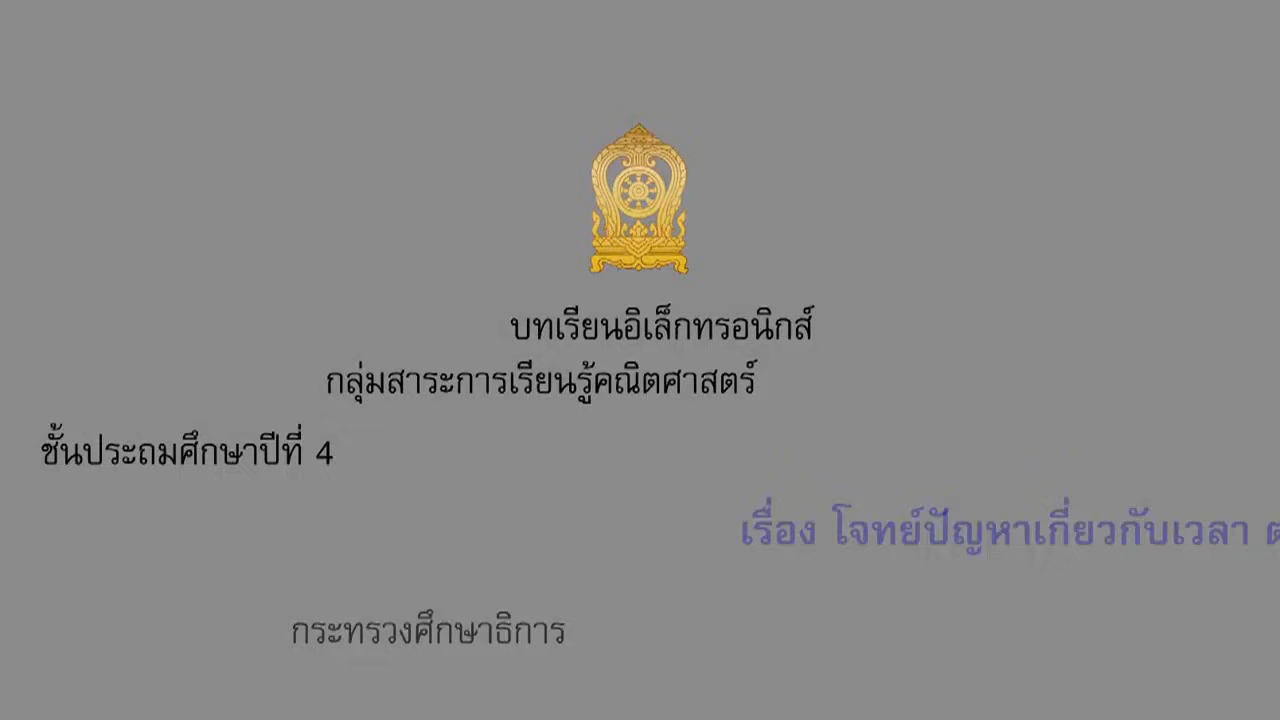 บทเรียนอิเล็กทรอนิกส์
กลุ่มสาระการเรียนรู้คณิตศาสตร์
ชั้นประถมศึกษาปีที่ 4
เรื่อง โจทย์ปัญหาเกี่ยวกับเวลา
กระทรวงศึกษาธิการ